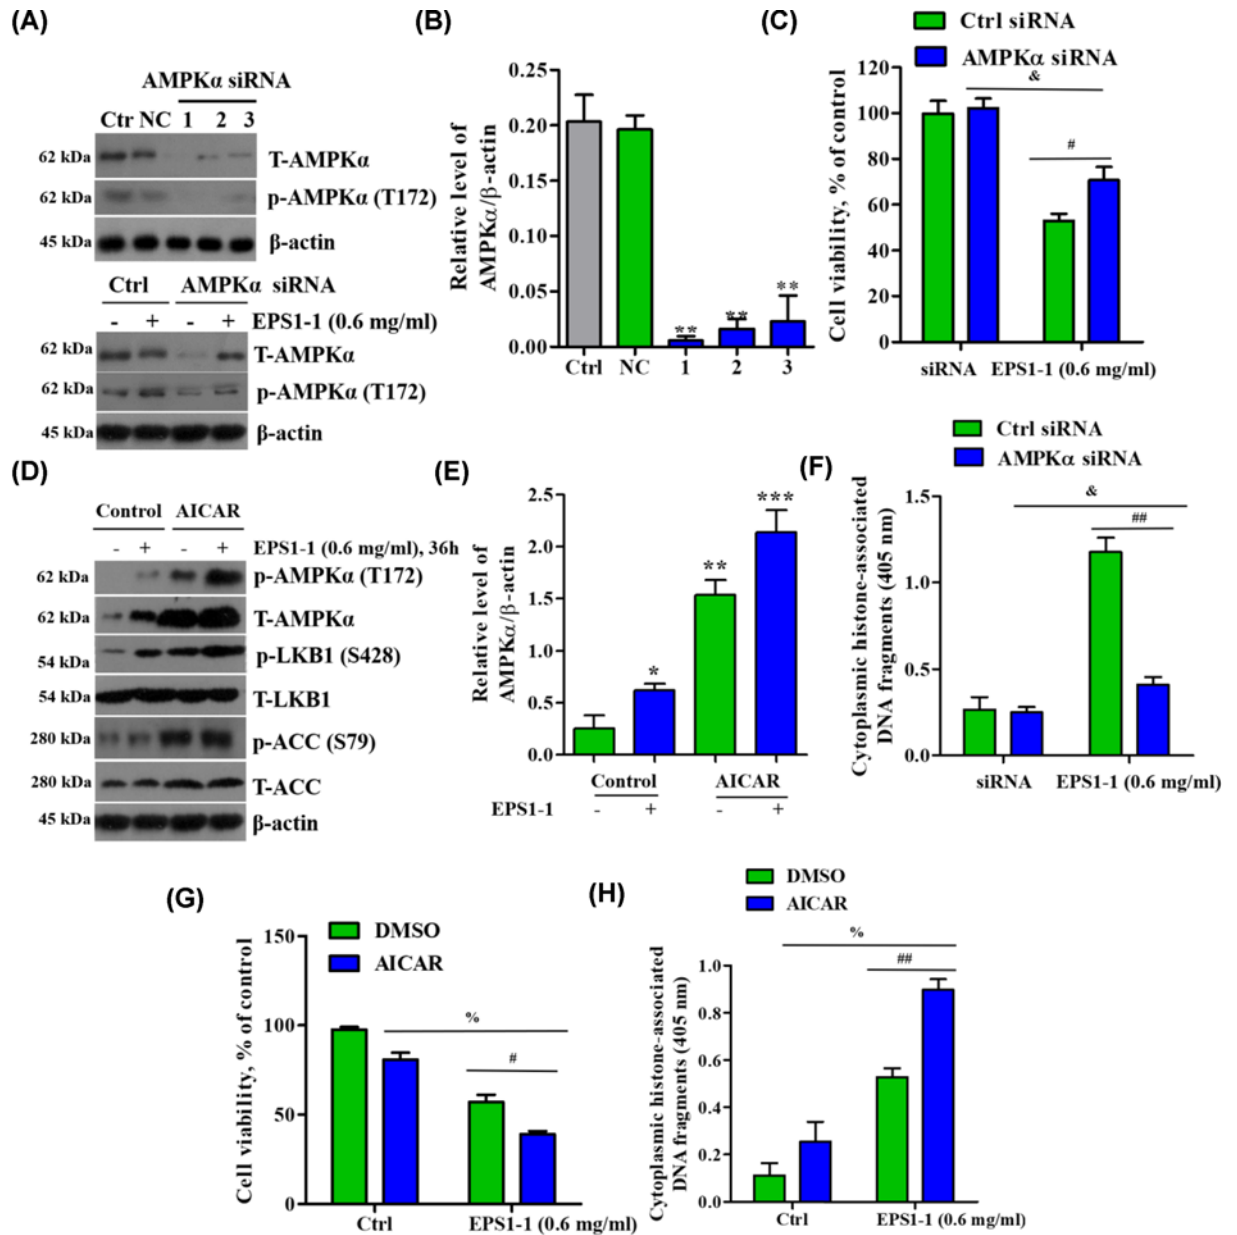 (A)
AMPKα siRNA
Ctr NC 1 2 3
62 kDa T-AMPKα
62 kDa p-AMPKα (T172)
45 kDa β-actin
Ctrl AMPKα siRNA
- + - + EPS1-1 (0.6 mg/ml)
62 kDa T-AMPKα
62 kDa p-AMPKα (T172)
45 kDa β-actin
(B)
Relative level of
AMPKα/β-actin
0.25
0.20
0.15
0.10
0.05
0.00
** ** **
Ctrl NC 1 2 3
(C)
Ctrl siRNA
AMPKα siRNA
Cell viability, % of control
120
100
80
60
40
20
0
&
#
siRNA EPS1-1 (0.6 mg/ml)
(D)
Control AICAR
- + - + EPS1-1 (0.6 mg/ml), 36h
62 kDa p-AMPKα (T172)
62 kDa T-AMPKα
54 kDa p-LKB1 (S428)
54 kDa T-LKB1
280 kDa p-ACC (S79)
280 kDa T-ACC
45 kDa β-actin
(E)
Relative level of
AMPKα/β-actin
2.5
2.0
1.5
1.0
0.5
0.0
* ** ***
Control AICAR
EPS1-1 - + - +
(F)
Ctrl siRNA
AMPKα siRNA
Cytoplasmic histone-associated
DNA fragments (405 nm)
1.5
1.0
0.5
0.0
&
##
siRNA EPS1-1 (0.6 mg/ml)
(G)
DMSO
AICAR
Cell viability, % of control
150
100
50
0
%
#
Ctrl EPS1-1 (0.6 mg/ml)
(H)
DMSO
AICAR
Cytoplasmic histone-associated
DNA fragments (405 nm)
1.0
0.8
0.6
0.4
0.2
0.0
%
##
Ctrl EPS1-1 (0.6 mg/ml)